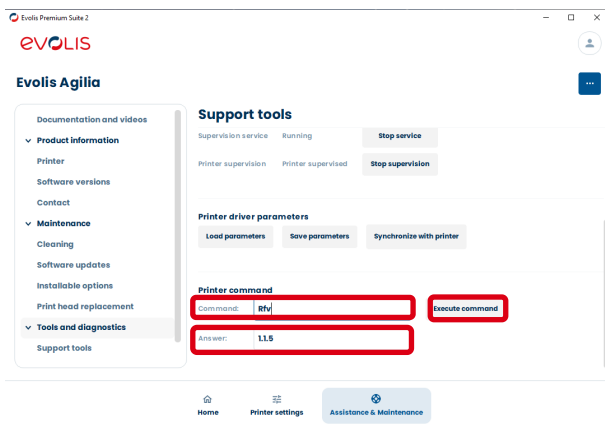 Evolis Premium Suite 2
evolis
Evolis Agilia
...
Documentation and videos
Product information
Printer
Software versions
Contact
Maintenance
Cleaning
Software updates
Installable options
Print head replacement
Tools and diagnostics
Support tools
Support tools
Supervision service Running Stop service
Printer supervision Printer supervised Stop supervision
Printer driver parameters
Load parameters Save parameters Synchronize with printer
Printer command
Command: Rfv Execute command
Answer: 1.1.5
Home Printer settings Assistance & Maintenance